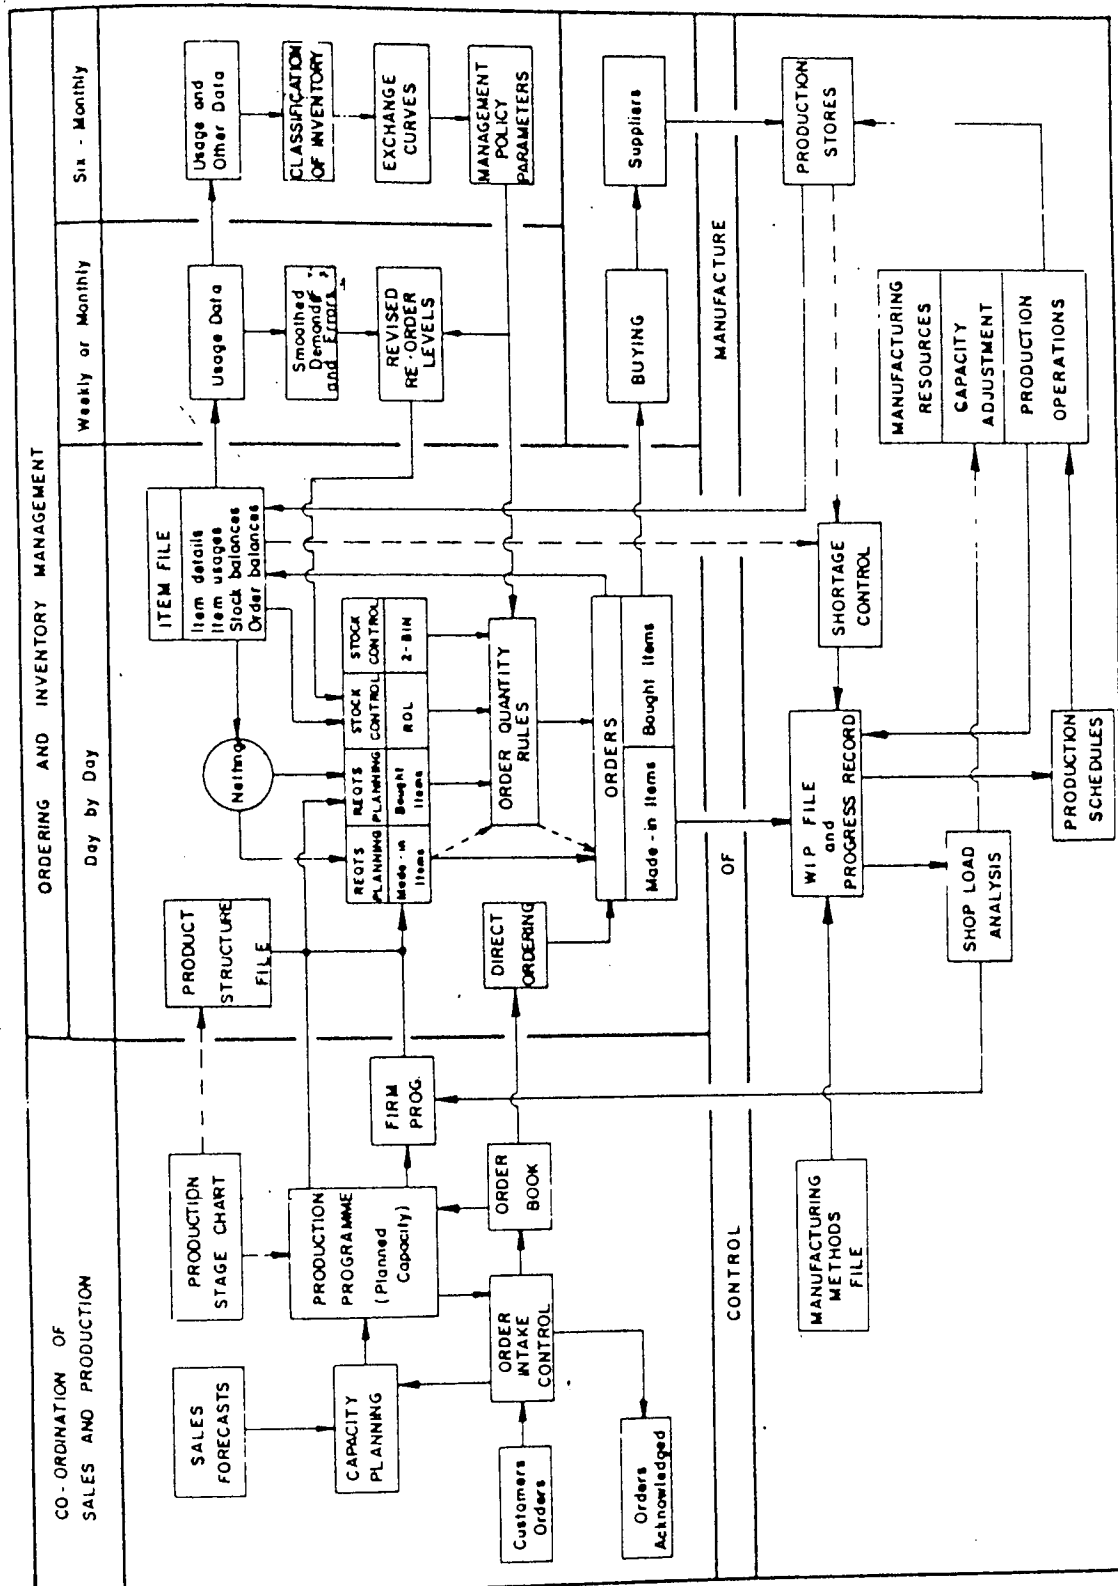 CO-ORDINATION OF
SALES AND PRODUCTION
ORDERING AND INVENTORY MANAGEMENT
Day by Day
Weekly or Monthly
Six - Monthly
SALES
FORECASTS
PRODUCTION
STAGE CHART
PRODUCT
STRUCTURE
FILE
ITEM FILE
Item details
Item usages
Stock balances
Order balances
Usage Data
Usage and
Other Data
Netting
Smoothed
Demands
and Errors
CLASSIFICATION
OF INVENTORY
CAPACITY
PLANNING
PRODUCTION
PROGRAMME
(Planned
Capacity)
FIRM
PROG.
REQTS
PLANNING
Made-in
Items
REQTS
PLANNING
Bought
Items
STOCK
CONTROL
ROL
STOCK
CONTROL
2-BIN
REVISED
RE-ORDER
LEVELS
EXCHANGE
CURVES
Customers
Orders
ORDER
INTAKE
CONTROL
ORDER
BOOK
DIRECT
ORDERING
ORDER QUANTITY
RULES
MANAGEMENT
POLICY
PARAMETERS
Orders
Acknowledged
ORDERS
Made-in Items
Bought Items
BUYING
Suppliers
CONTROL
OF
MANUFACTURE
MANUFACTURING
METHODS
FILE
WIP FILE
and
PROGRESS RECORD
SHORTAGE
CONTROL
PRODUCTION
STORES
SHOP LOAD
ANALYSIS
PRODUCTION
SCHEDULES
MANUFACTURING
RESOURCES
CAPACITY
ADJUSTMENT
PRODUCTION
OPERATIONS